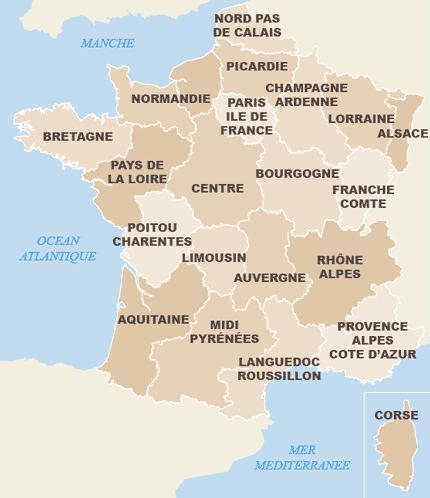 NORD PAS
DE CALAIS
MANCHE
PICARDIE
CHAMPAGNE
ARDENNE
NORMANDIE
PARIS
ILE DE
FRANCE
LORRAINE
ALSACE
BRETAGNE
PAYS DE
LA LOIRE
CENTRE
BOURGOGNE
FRANCHE
COMTE
POITOU
CHARENTES
OCEAN
ATLANTIQUE
LIMOUSIN
AUVERGNE
RHÔNE
ALPES
AQUITAINE
MIDI
PYRÉNÉES
PROVENCE
ALPES
COTE D'AZUR
LANGUEDOC
ROUSSILLON
CORSE
MER
MEDITERRANEE